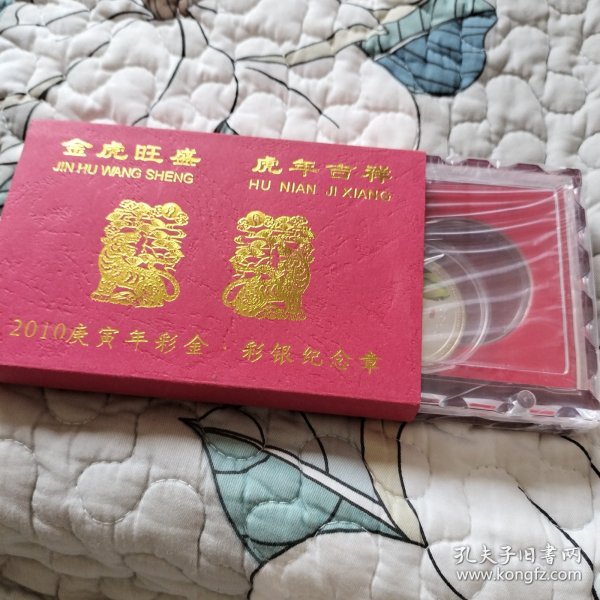 金虎旺盛
JIN HU WANG SHENG
虎年吉祥
HU NIAN JI XIANG
2010庚寅年彩金·彩银纪念章
孔夫子旧书网
www.kongfz.com